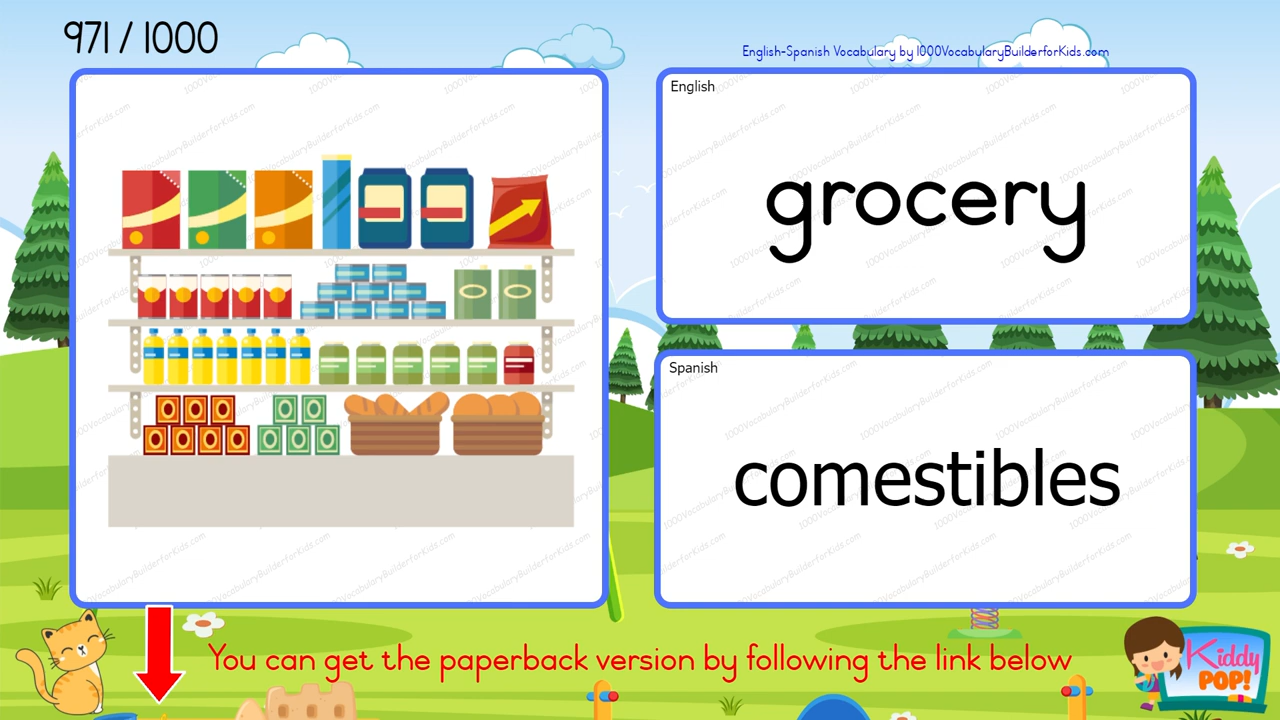 971 / 1000
English-Spanish Vocabulary by 1000VocabularyBuilderforKids.com
English
grocery
Spanish
comestibles
You can get the paperback version by following the link below
Kiddy
POP!